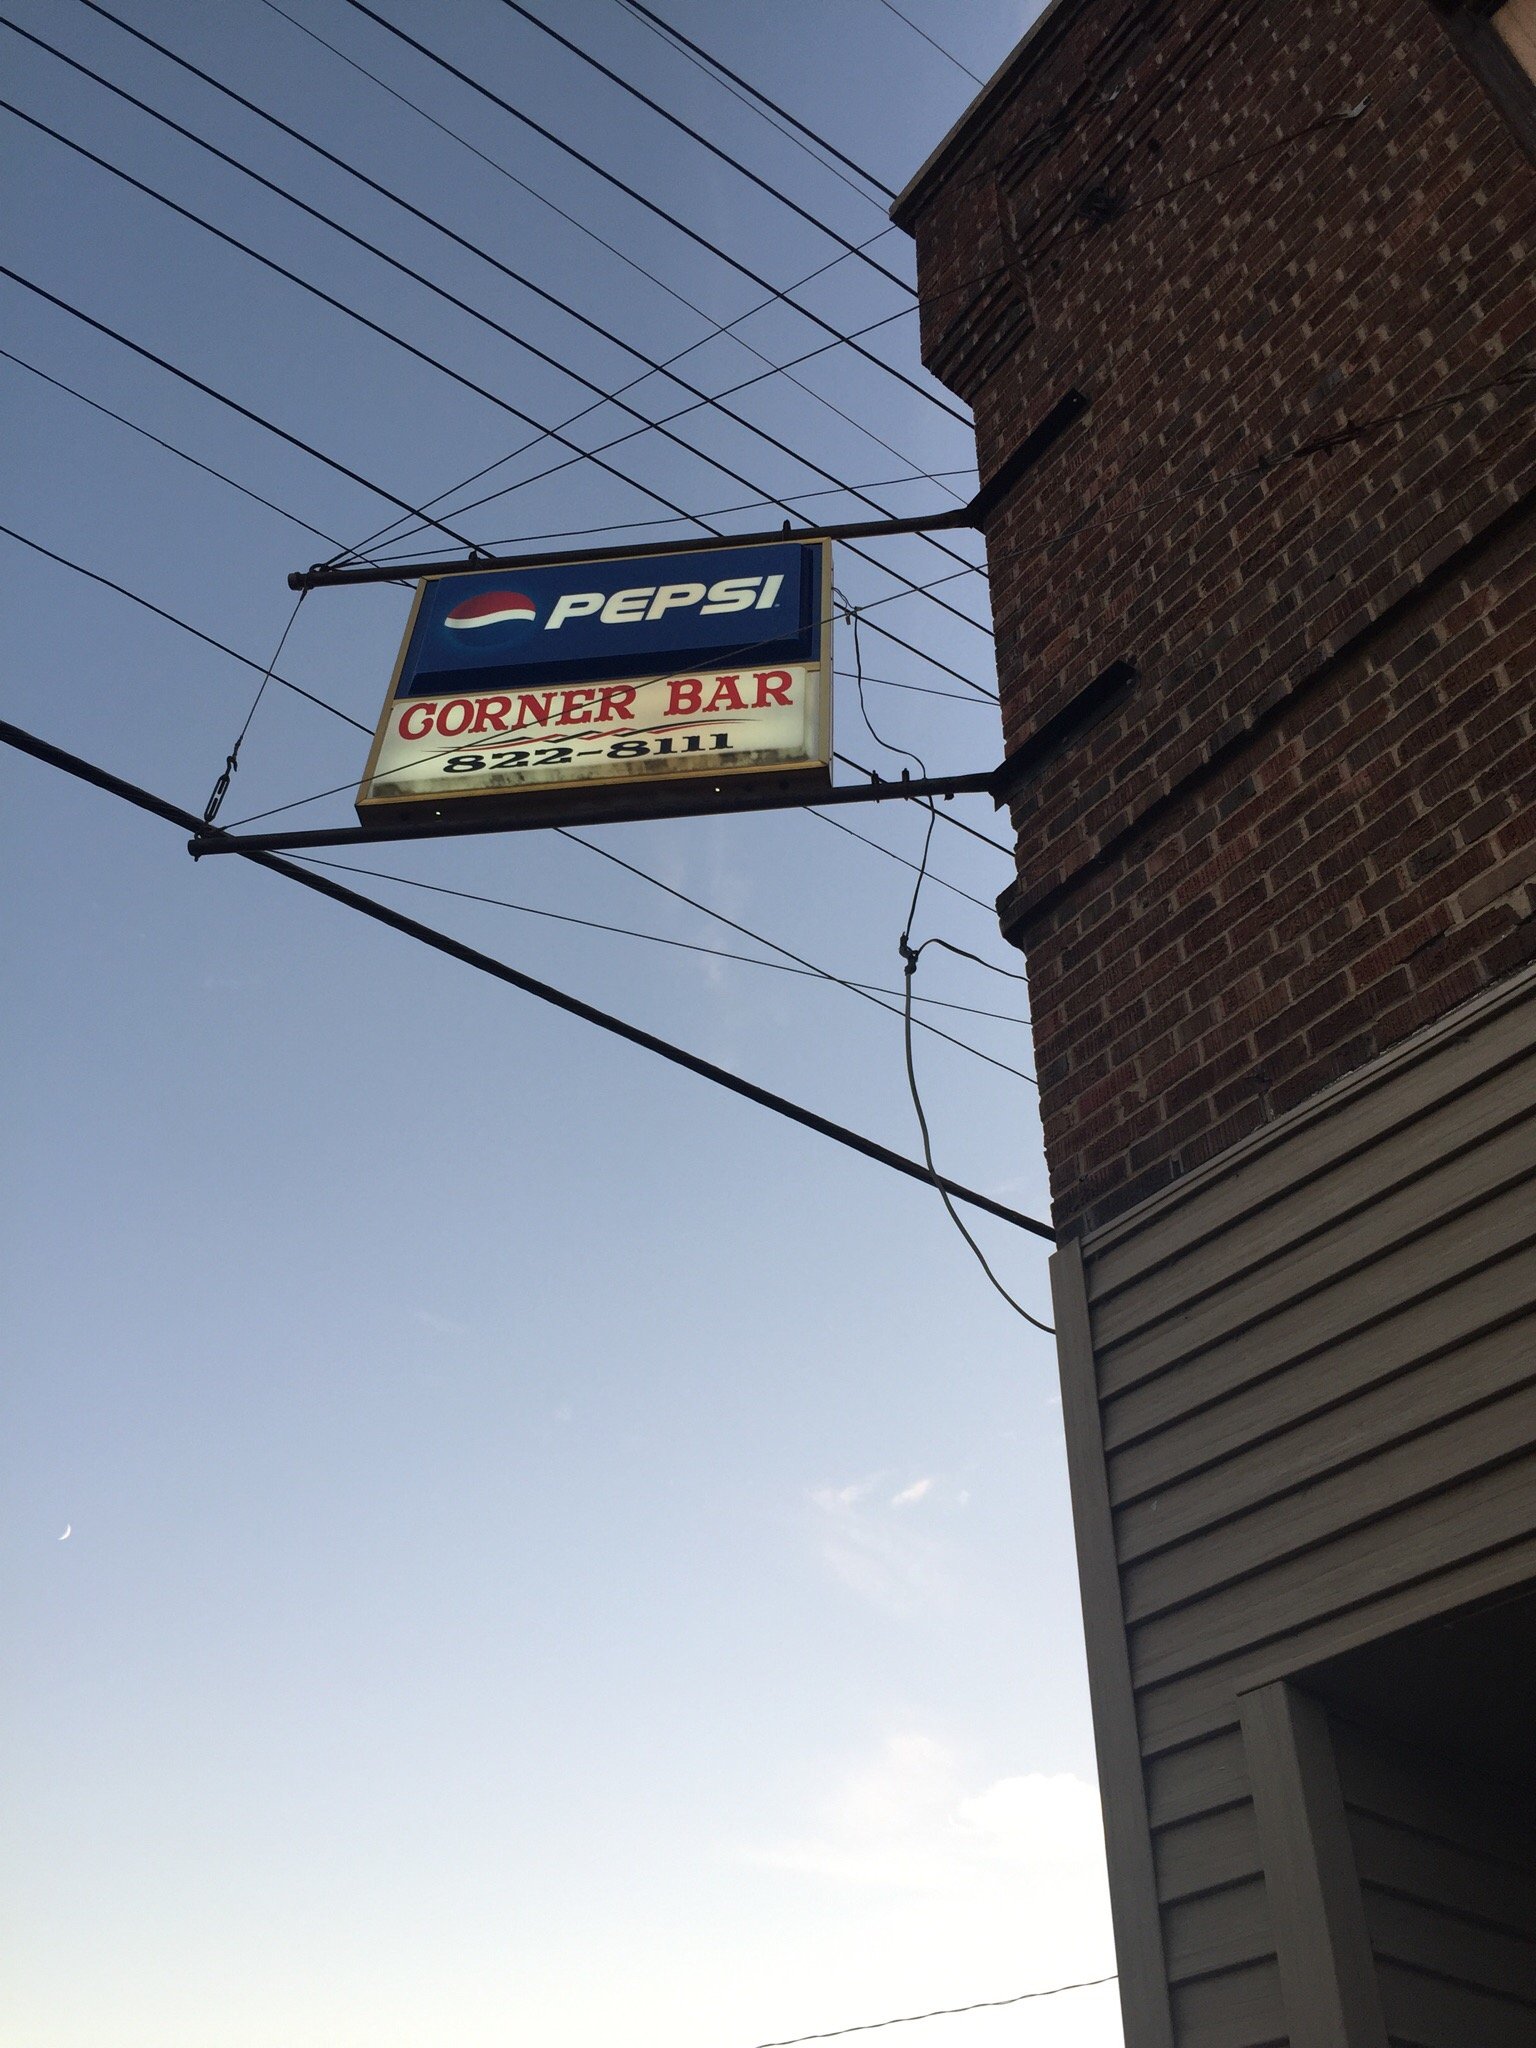 PEPSI
CORNER BAR
822-8111